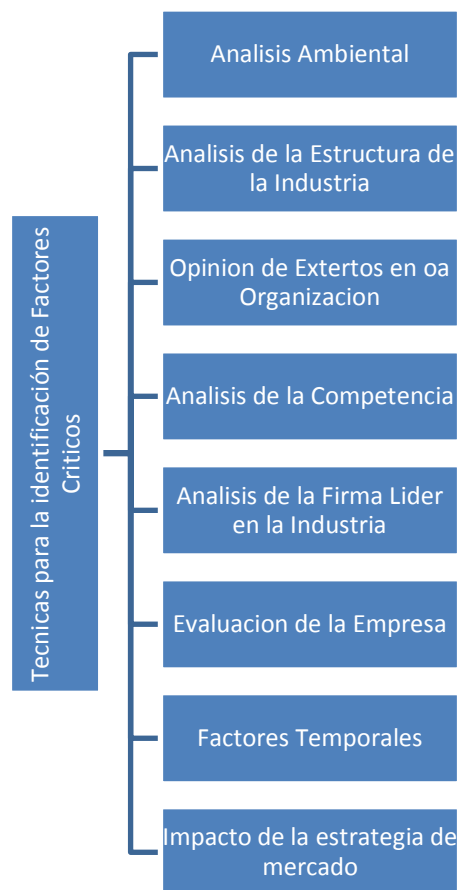 Tecnicas para la identificación de Factores
Criticos
Analisis Ambiental
Analisis de la Estructura de
la Industria
Opinion de Extertos en oa
Organizacion
Analisis de la Competencia
Analisis de la Firma Lider
en la Industria
Evaluacion de la Empresa
Factores Temporales
Impacto de la estrategia de
mercado